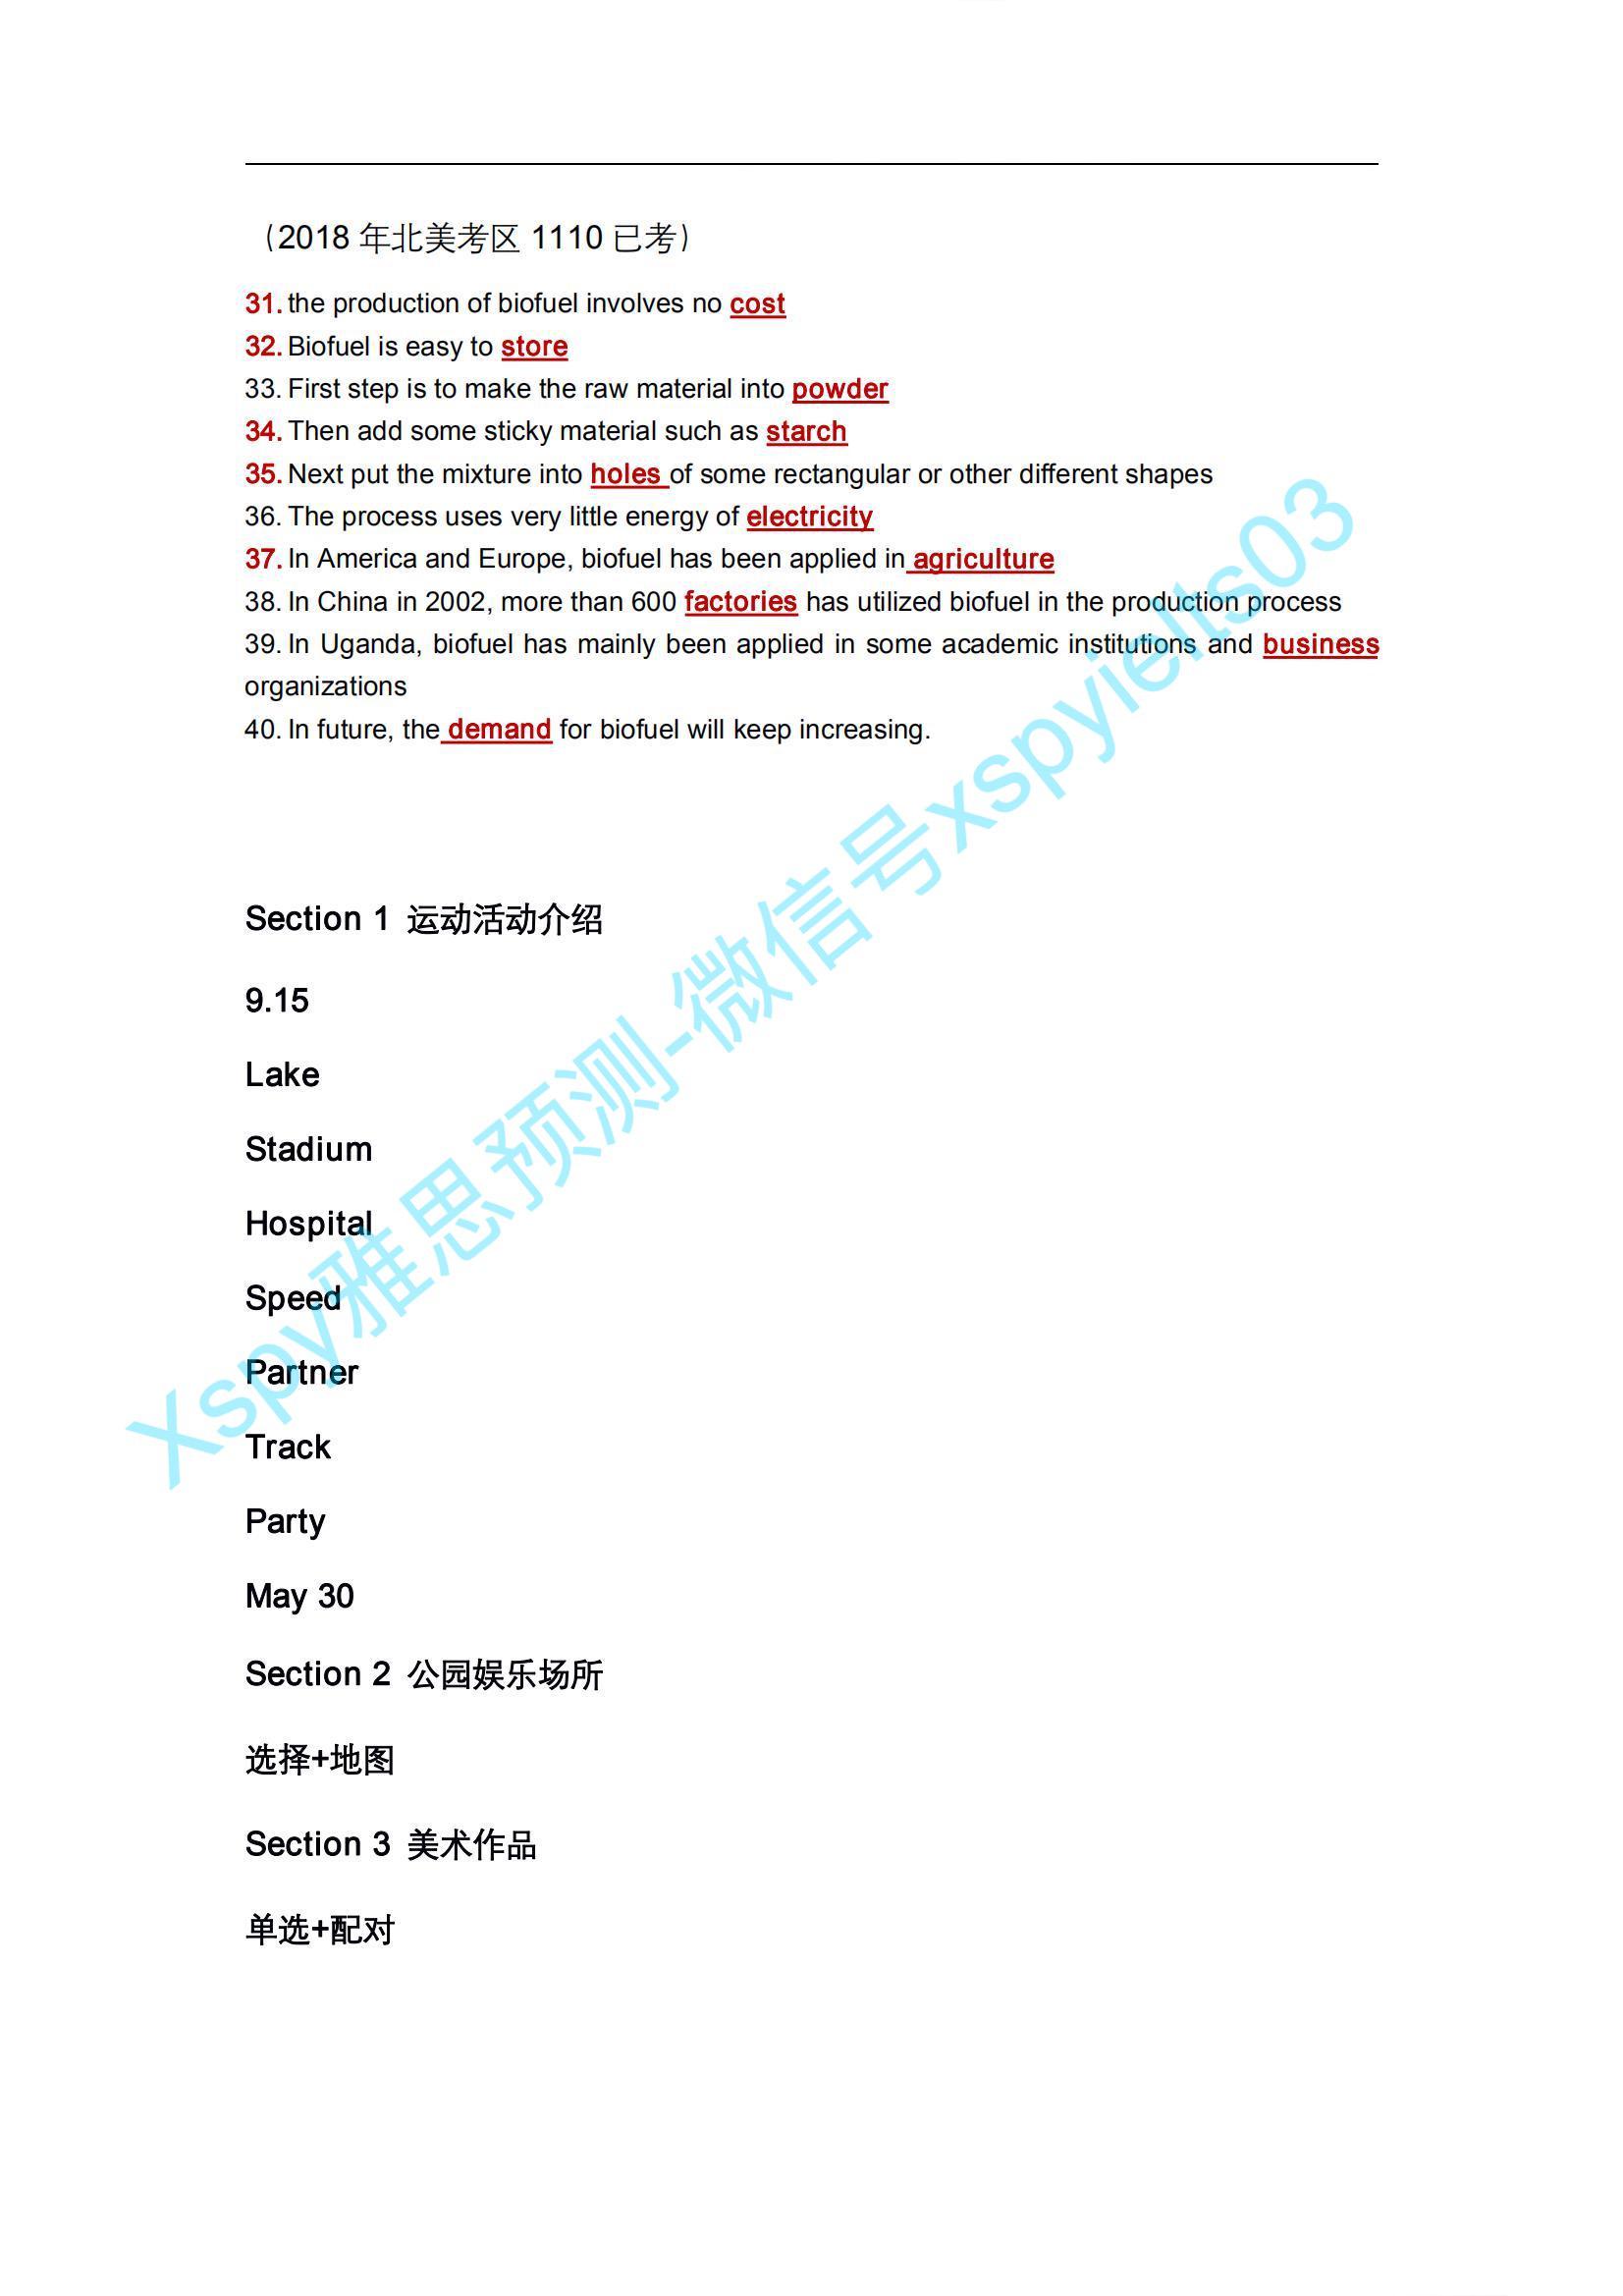 （2018 年北美考区 1110 已考）
31. the production of biofuel involves no cost
32. Biofuel is easy to store
33. First step is to make the raw material into powder
34. Then add some sticky material such as starch
35. Next put the mixture into holes of some rectangular or other different shapes
36. The process uses very little energy of electricity
37. In America and Europe, biofuel has been applied in agriculture
38. In China in 2002, more than 600 factories has utilized biofuel in the production process
39. In Uganda, biofuel has mainly been applied in some academic institutions and business
organizations
40. In future, the demand for biofuel will keep increasing.
Section 1 运动活动介绍
9.15
Lake
Stadium
Hospital
Speed
Partner
Track
Party
May 30
Section 2 公园娱乐场所
选择+地图
Section 3 美术作品
单选+配对
Xspy雅思预测-微信号xspyielts03